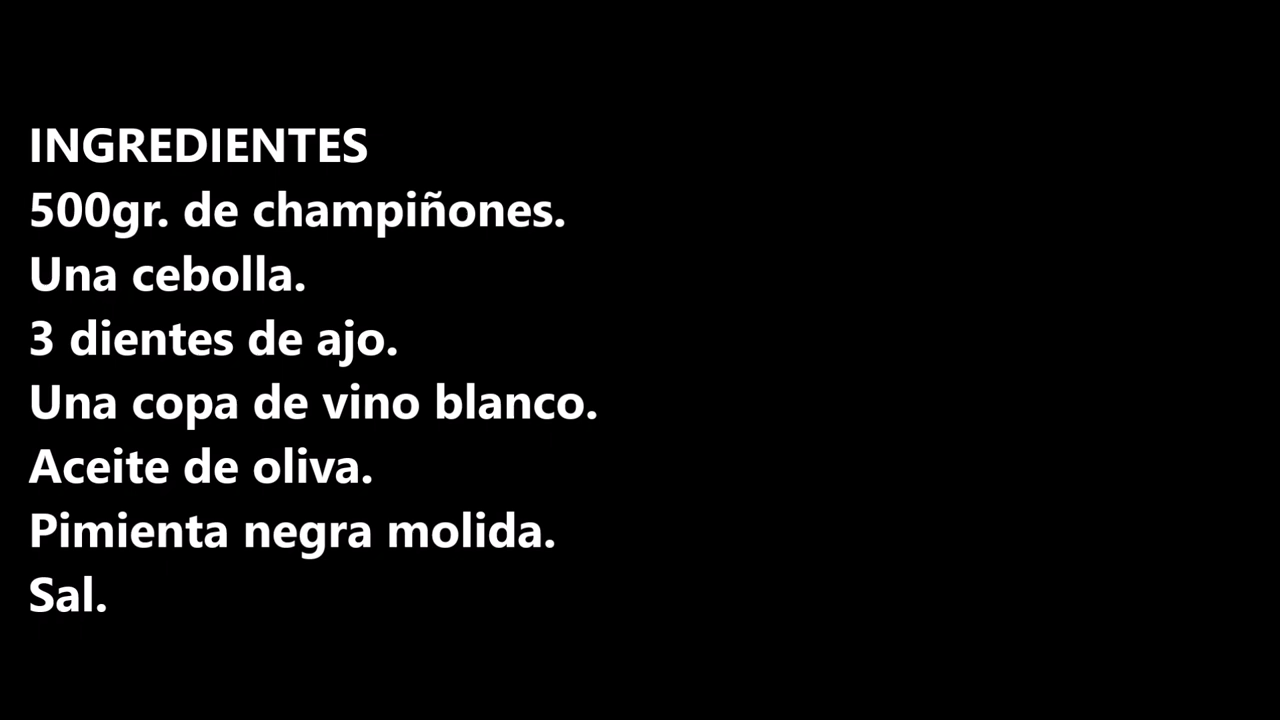 INGREDIENTES
500gr. de champiñones.
Una cebolla.
3 dientes de ajo.
Una copa de vino blanco.
Aceite de oliva.
Pimienta negra molida.
Sal.